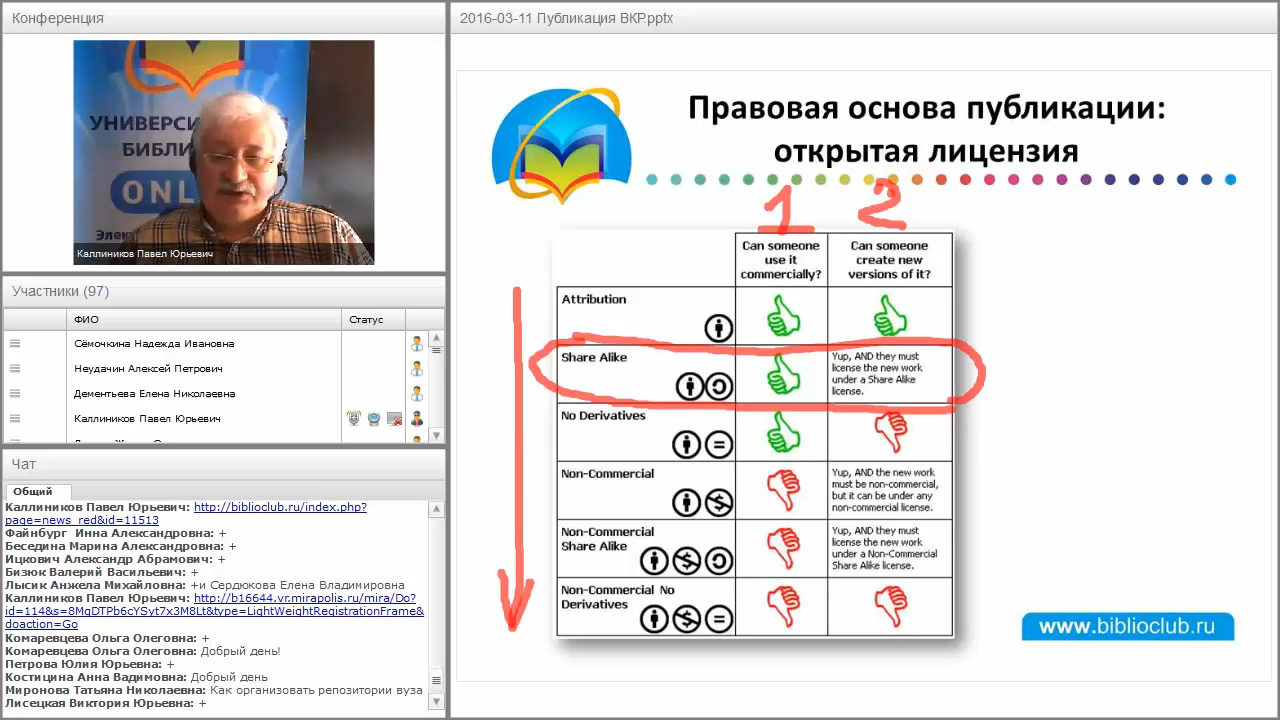 Конференция
УНИВЕРСИ
БИБЛИ
ONL
Каллиников Павел Юрьевич
Участники (97)
ФИО
Статус
Сёмочкина Надежда Ивановна
Неудачин Алексей Петрович
Дементьева Елена Николаевна
Каллиников Павел Юрьевич
Чат
Общий
Каллиников Павел Юрьевич: http://biblioclub.ru/index.php?
page=news_red&id=11513
Файнбург Инна Александровна: +
Беседина Марина Александровна: +
Ицкович Александр Абрамович: +
Бизюк Валерий Васильевич: +
Лысик Анжела Михайловна: +и Сердюкова Елена Владимировна
Каллиников Павел Юрьевич: http://b16644.vr.mirapolis.ru/mira/Do?
id=114&s=8MgDTPb6cYSyt7x3M8Lt&type=LightWeightRegistrationFrame&
doaction=Go
Комаревцева Ольга Олеговна: +
Комаревцева Ольга Олеговна: Добрый день!
Петрова Юлия Юрьевна: +
Костицина Анна Вадимовна: Добрый день
Миронова Татьяна Николаевна: Как организовать репозитории вуза
Лисецкая Виктория Юрьевна: +
2016-03-11 Публикация ВКР.pptx
Правовая основа публикации:
открытая лицензия
1 2
Can someone
use it
commercially?
Can someone
create new
versions of it?
Attribution
Share Alike
Yup, AND they must
license the new work
under a Share Alike
license.
No Derivatives
Non-Commercial
Yup, AND the new work
must be non-commercial,
but it can be under any
non-commercial license.
Non-Commercial
Share Alike
Yup, AND they must
license the new work
under a Non-Commercial
Share Alike license.
Non-Commercial No
Derivatives
www.biblioclub.ru